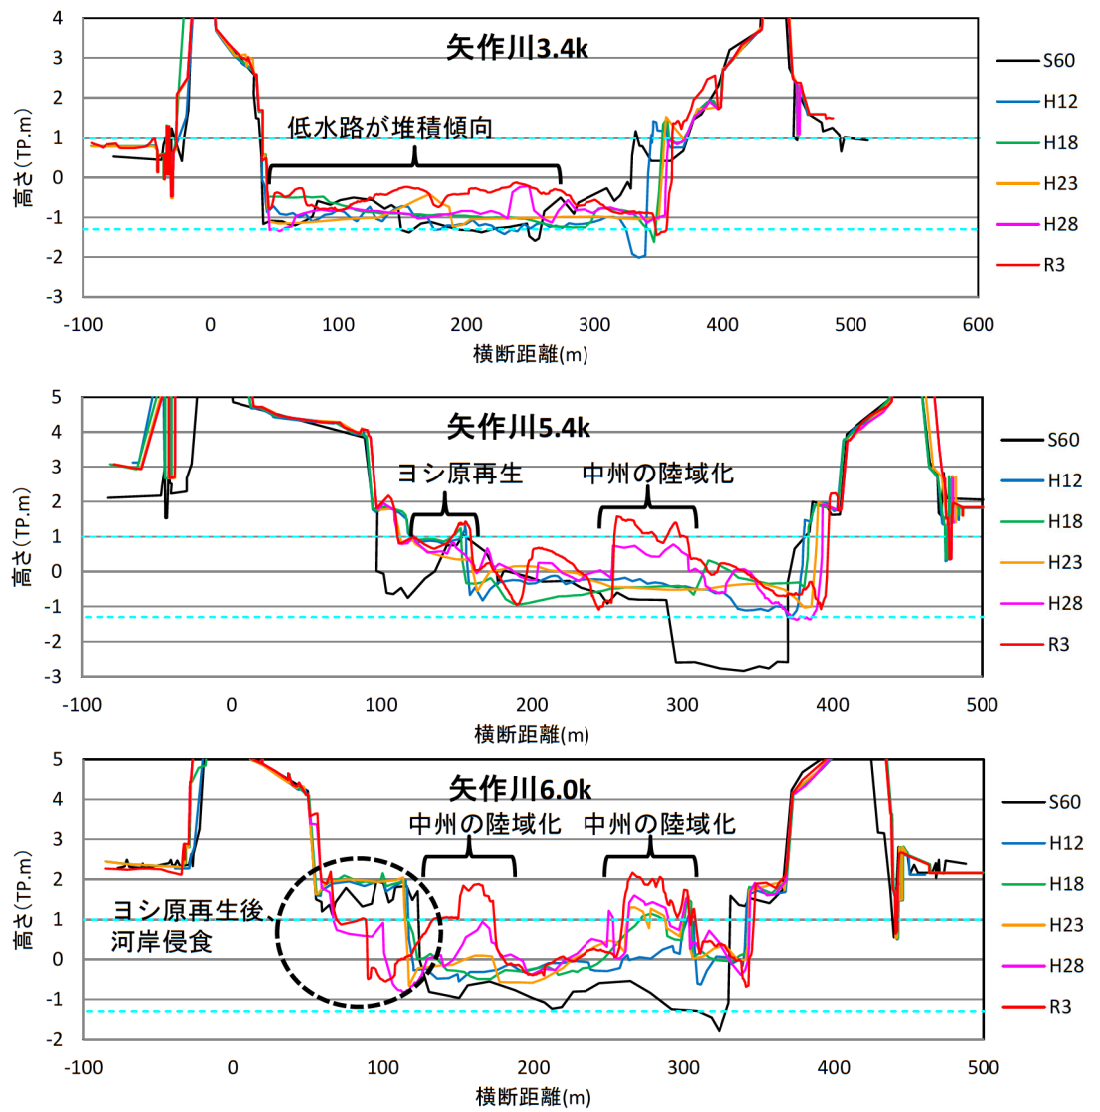 矢作川3.4k
高さ(TP.m)
4
3
2
1
0
-1
-2
-3
低水路が堆積傾向
-100
0
100
200
300
400
500
600
横断距離(m)
S60
H12
H18
H23
H28
R3
矢作川5.4k
高さ(TP.m)
5
4
3
2
1
0
-1
-2
-3
ヨシ原再生
中州の陸域化
-100
0
100
200
300
400
500
横断距離(m)
S60
H12
H18
H23
H28
R3
矢作川6.0k
高さ(TP.m)
5
4
3
2
1
0
-1
-2
中州の陸域化
中州の陸域化
ヨシ原再生後、
河岸侵食
-100
0
100
200
300
400
500
横断距離(m)
S60
H12
H18
H23
H28
R3